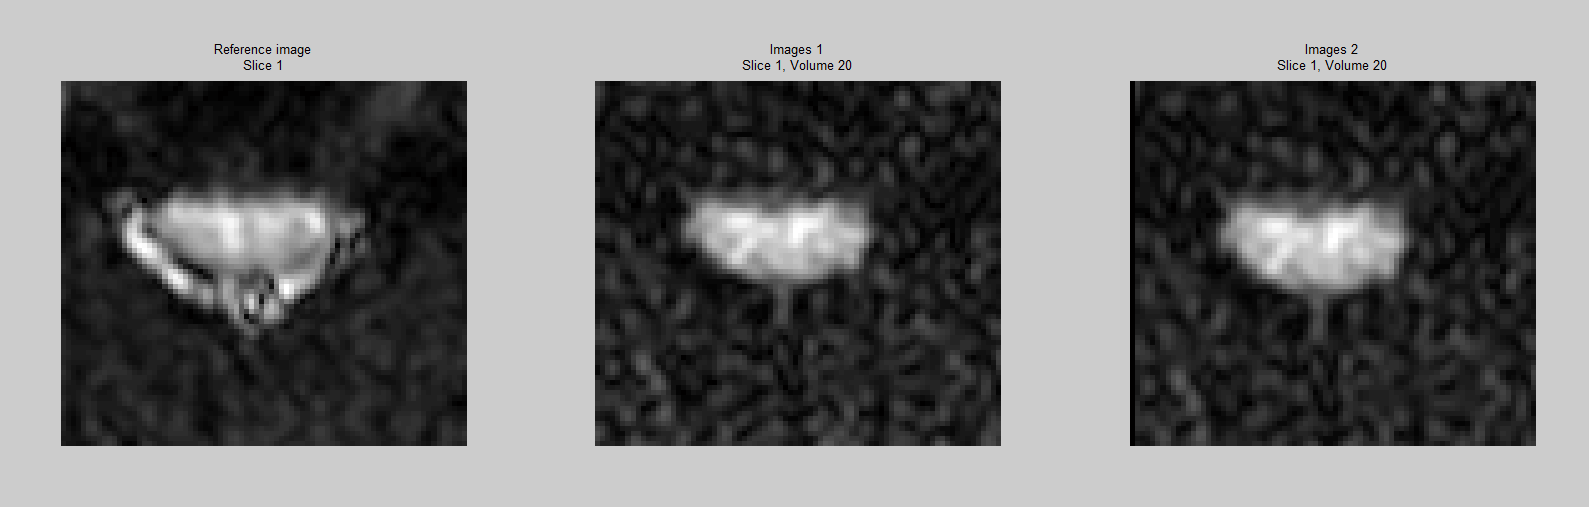 Reference image
Slice 1
Images 1
Slice 1, Volume 20
Images 2
Slice 1, Volume 20